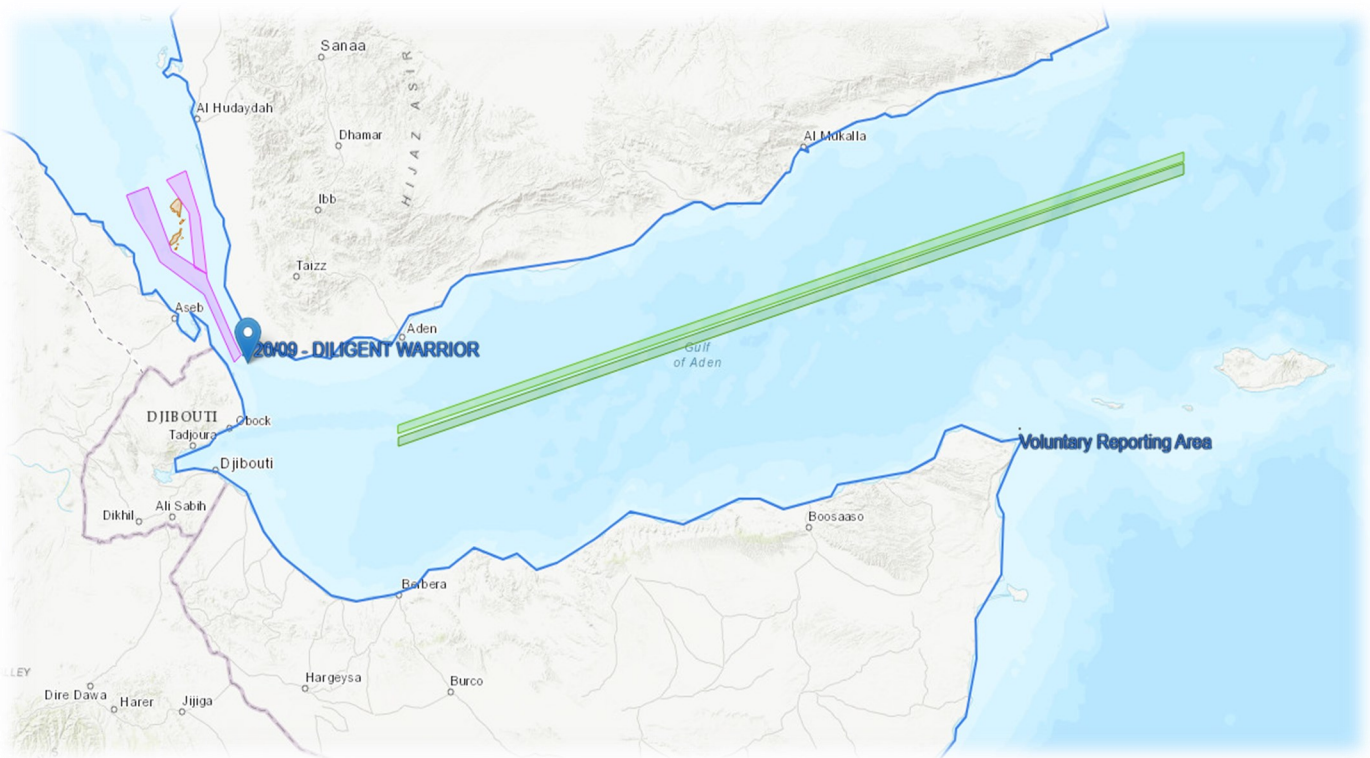 Sanaa
Al Hudaydah
HIJAZ ASIR
Dhamar
Al Mukalla
Ibb
Taizz
Aseb
Aden
20/09 - DILIGENT WARRIOR
Gulf
of Aden
DJIBOUTI
Obock
Tadjoura
Voluntary Reporting Area
Djibouti
Ali Sabih
Dikhil
Boosaaso
Berbera
LLEY
Hargeysa
Burco
Dire Dawa
Harer
Jijiga